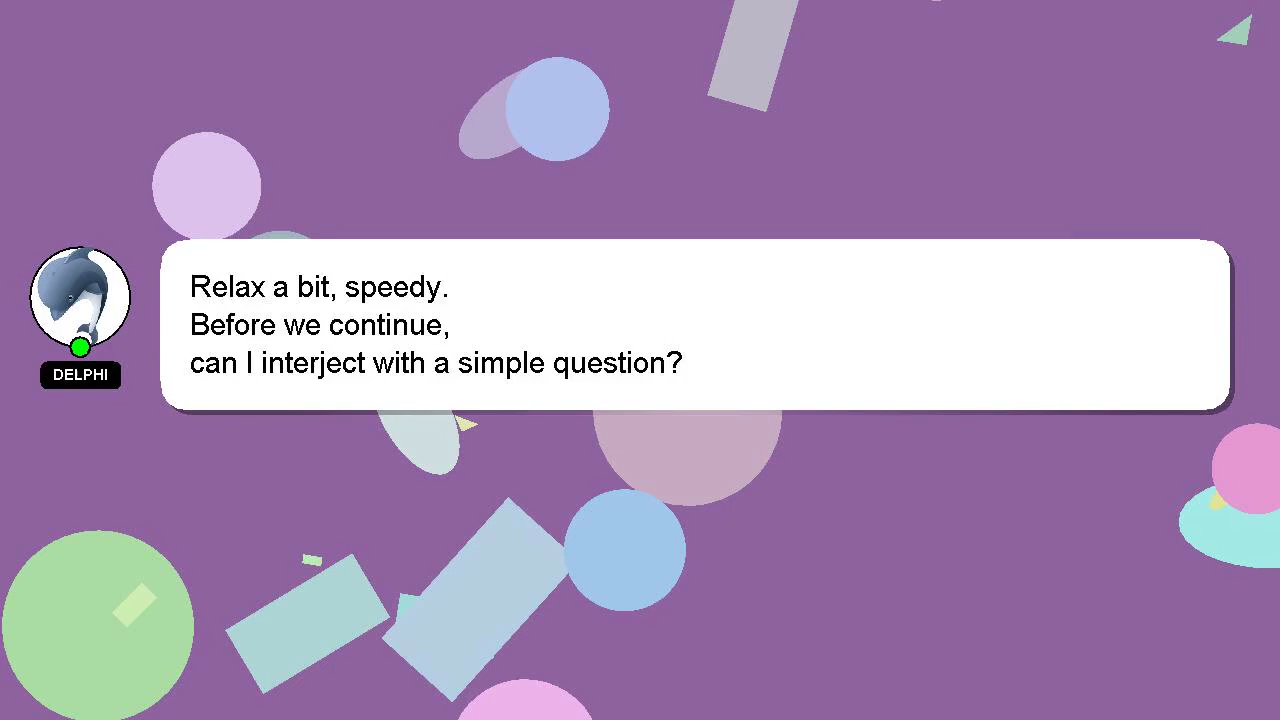 Relax a bit, speedy.
Before we continue,
can I interject with a simple question?
DELPHI